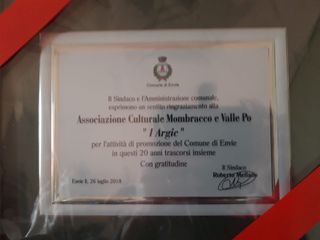 Comune di Envie
Il Sindaco e l'Amministrazione comunale,
esprimono un sentito ringraziamento alla
Associazione Culturale Mombracco e Valle Po
" I Argic "
per l'attività di promozione del Comune di Envie
in questi 20 anni trascorsi insieme
Con gratitudine
Il Sindaco
Roberto
Envie lì, 26 luglio 2018